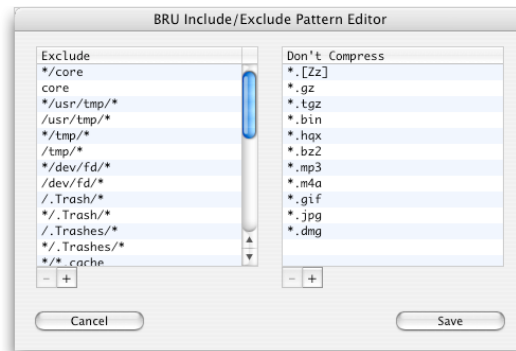 BRU Include/Exclude Pattern Editor
Exclude
*/core
core
*/usr/tmp/*
/usr/tmp/*
*/tmp/*
/tmp/*
*/dev/fd/*
/dev/fd/*
/.Trash/*
*/.Trash/*
/.Trashes/*
*/.Trashes/*
*/*.cache
- +
Don't Compress
*.[Zz]
*.gz
*.tgz
*.bin
*.hqx
*.bz2
*.mp3
*.m4a
*.gif
*.jpg
*.dmg
- +
Cancel
Save